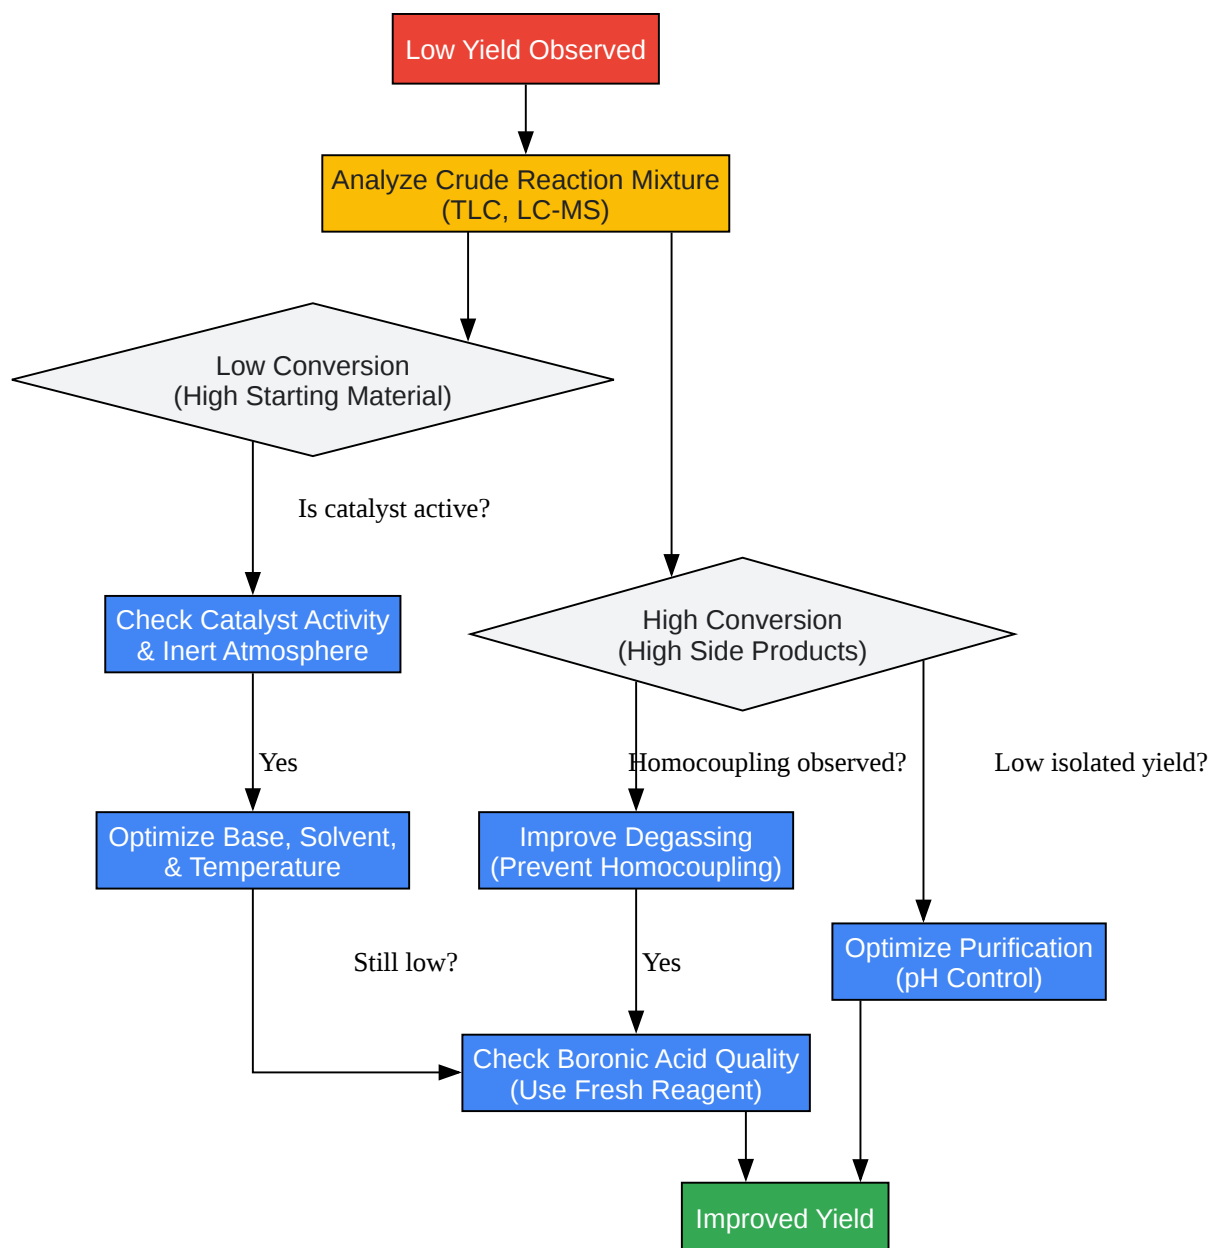 Low Yield Observed
Analyze Crude Reaction Mixture
(TLC, LC-MS)
Low Conversion
(High Starting Material)
Is catalyst active?
Check Catalyst Activity
& Inert Atmosphere
High Conversion
(High Side Products)
Yes
Homocoupling observed?
Low isolated yield?
Optimize Base, Solvent,
& Temperature
Improve Degassing
(Prevent Homocoupling)
Still low?
Yes
Optimize Purification
(pH Control)
Check Boronic Acid Quality
(Use Fresh Reagent)
Improved Yield